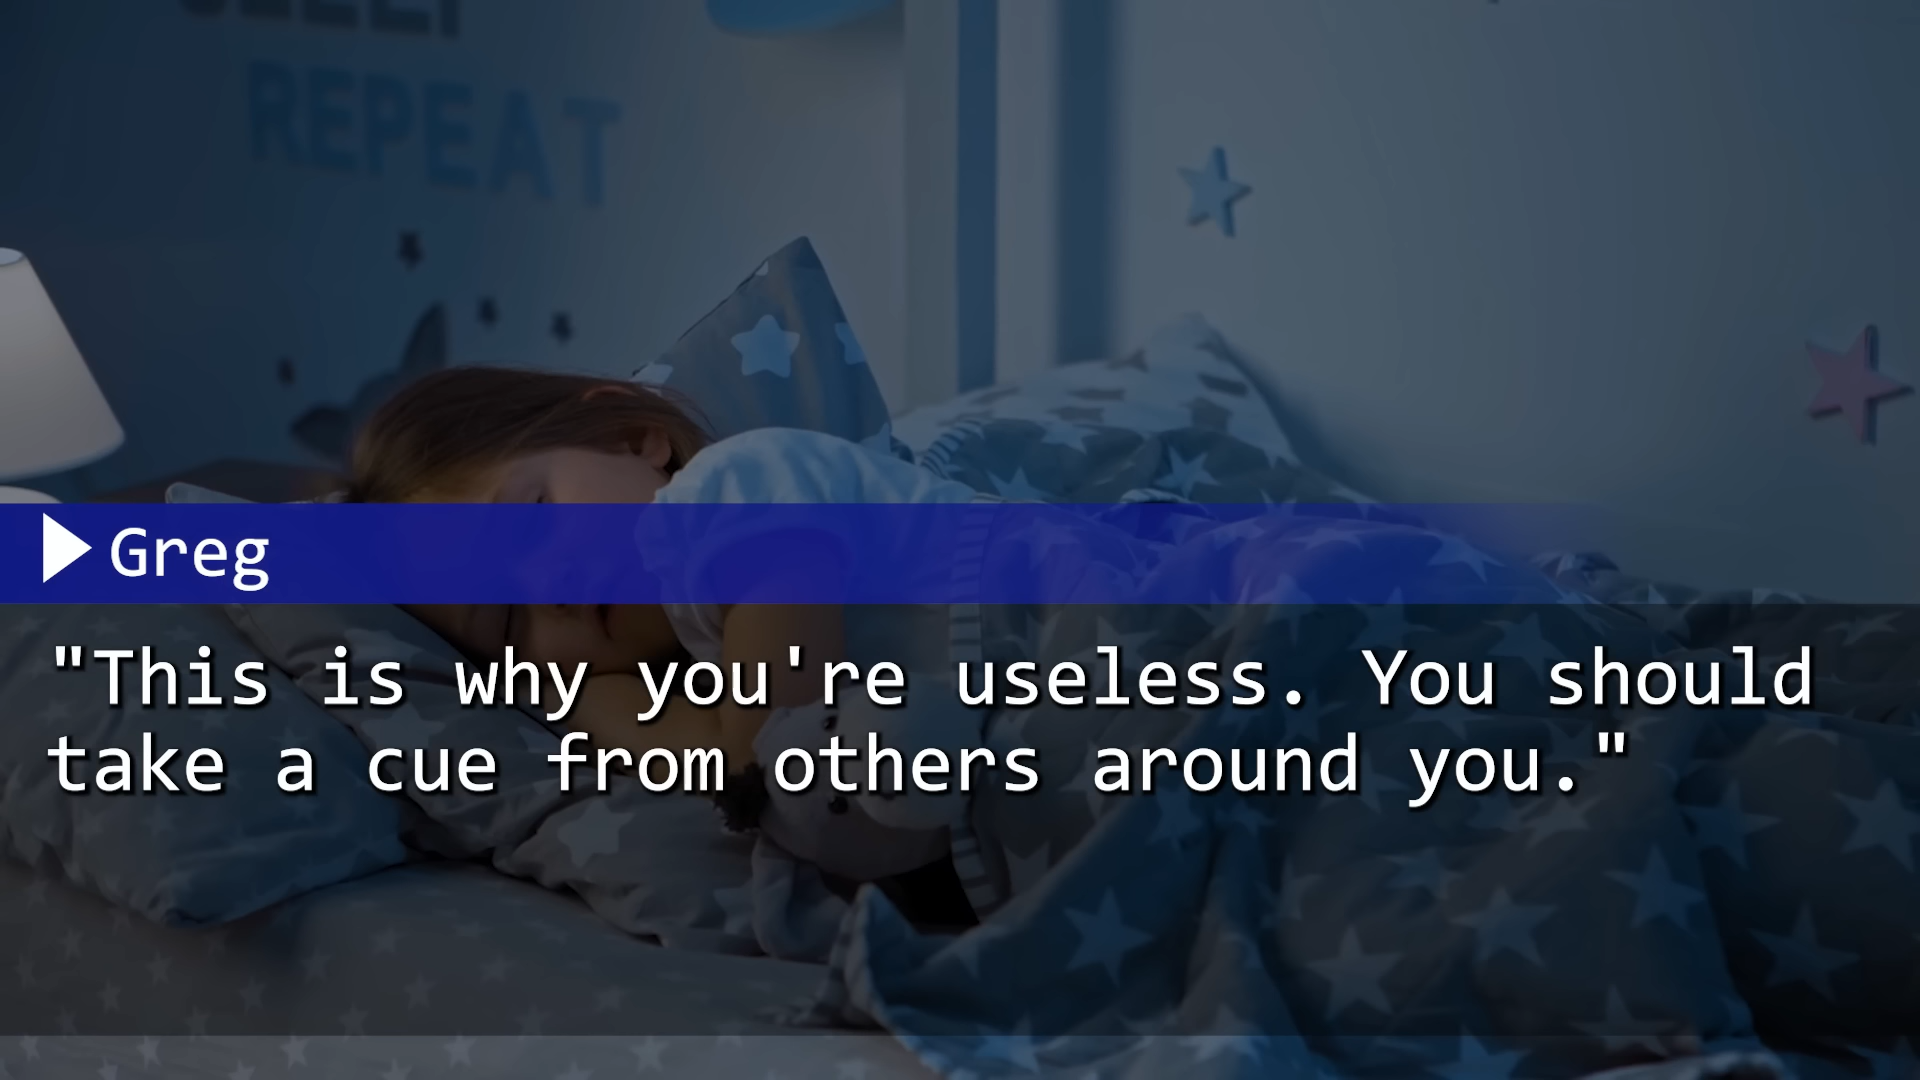 REPEAT
Greg
"This is why you're useless. You should
take a cue from others around you."